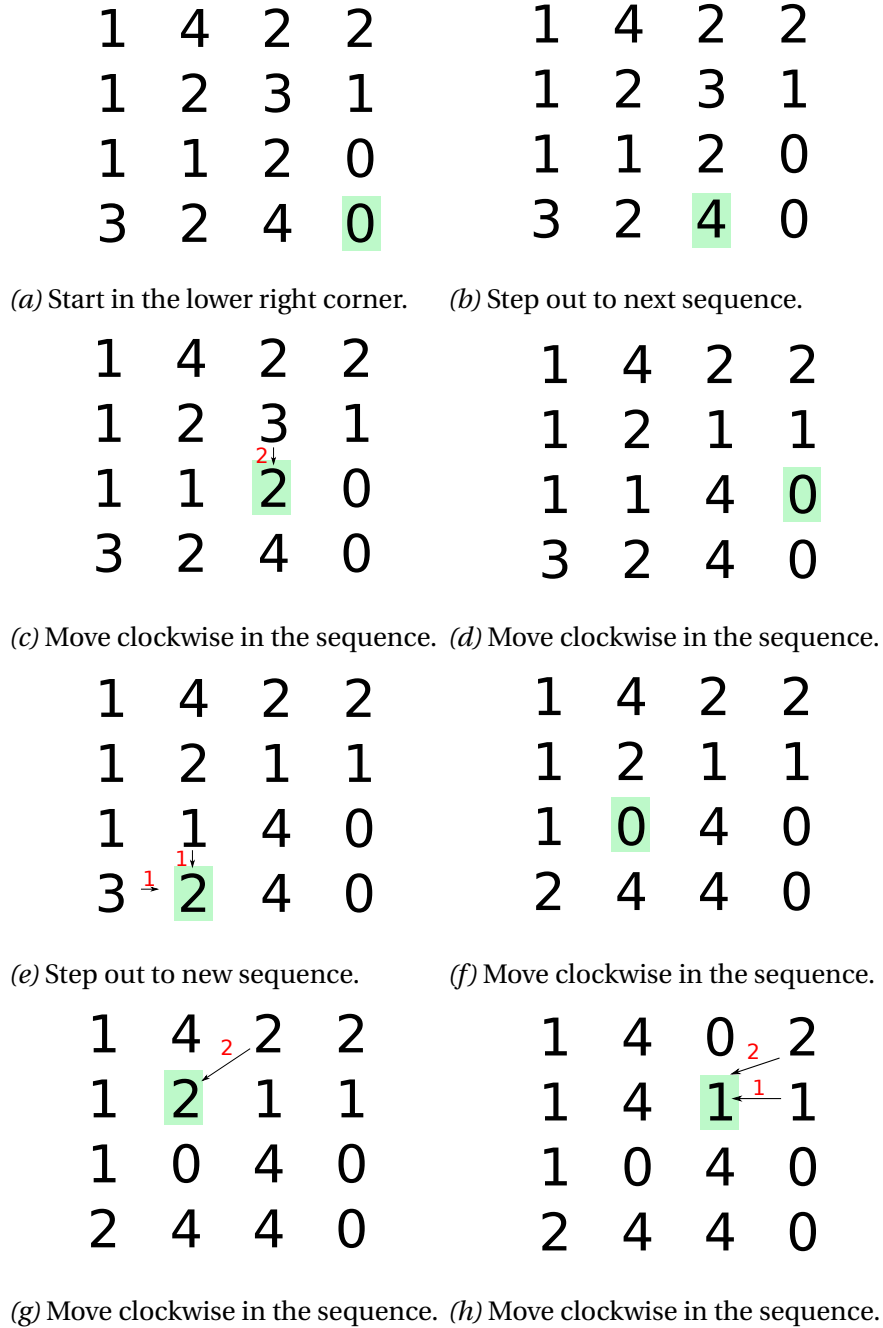 1 4 2 2
1 2 3 1
1 1 2 0
3 2 4 0
(a) Start in the lower right corner.
1 4 2 2
1 2 3 1
1 1 2 0
3 2 4 0
(b) Step out to next sequence.
1 4 2 2
1 2 3 1
2
1 1 2 0
3 2 4 0
(c) Move clockwise in the sequence.
1 4 2 2
1 2 1 1
1 1 4 0
3 2 4 0
(d) Move clockwise in the sequence.
1 4 2 2
1 2 1 1
1 1 4 0
1
3 1 2 4 0
(e) Step out to new sequence.
1 4 2 2
1 2 1 1
1 0 4 0
2 4 4 0
(f) Move clockwise in the sequence.
1 4 2 2
2
1 2 1 1
1 0 4 0
2 4 4 0
(g) Move clockwise in the sequence.
1 4 0 2
2
1 4 1 1 1
1 0 4 0
2 4 4 0
(h) Move clockwise in the sequence.